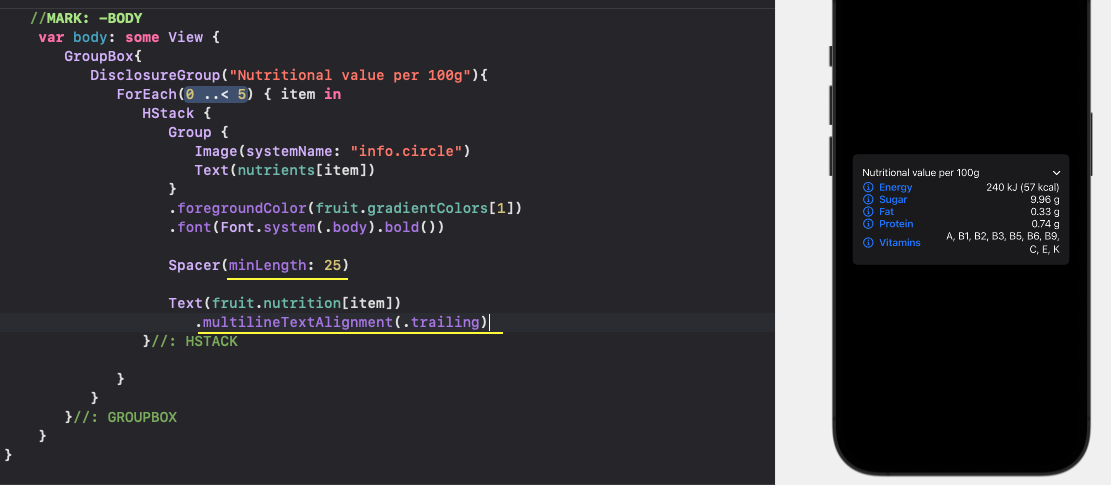 //MARK: -BODY
var body: some View {
GroupBox{
DisclosureGroup("Nutritional value per 100g"){
ForEach(0 ..< 5) { item in
HStack {
Group {
Image(systemName: "info.circle")
Text(nutrients[item])
}
.foregroundColor(fruit.gradientColors[1])
.font(Font.system(.body).bold())
Spacer(minLength: 25)
Text(fruit.nutrition[item])
.multilineTextAlignment(.trailing)
}//: HSTACK
}
}
}//: GROUPBOX
}
}
Nutritional value per 100g
Energy 240 kJ (57 kcal)
Sugar 9.96 g
Fat 0.33 g
Protein 0.74 g
Vitamins A, B1, B2, B3, B5, B6, B9,
C, E, K